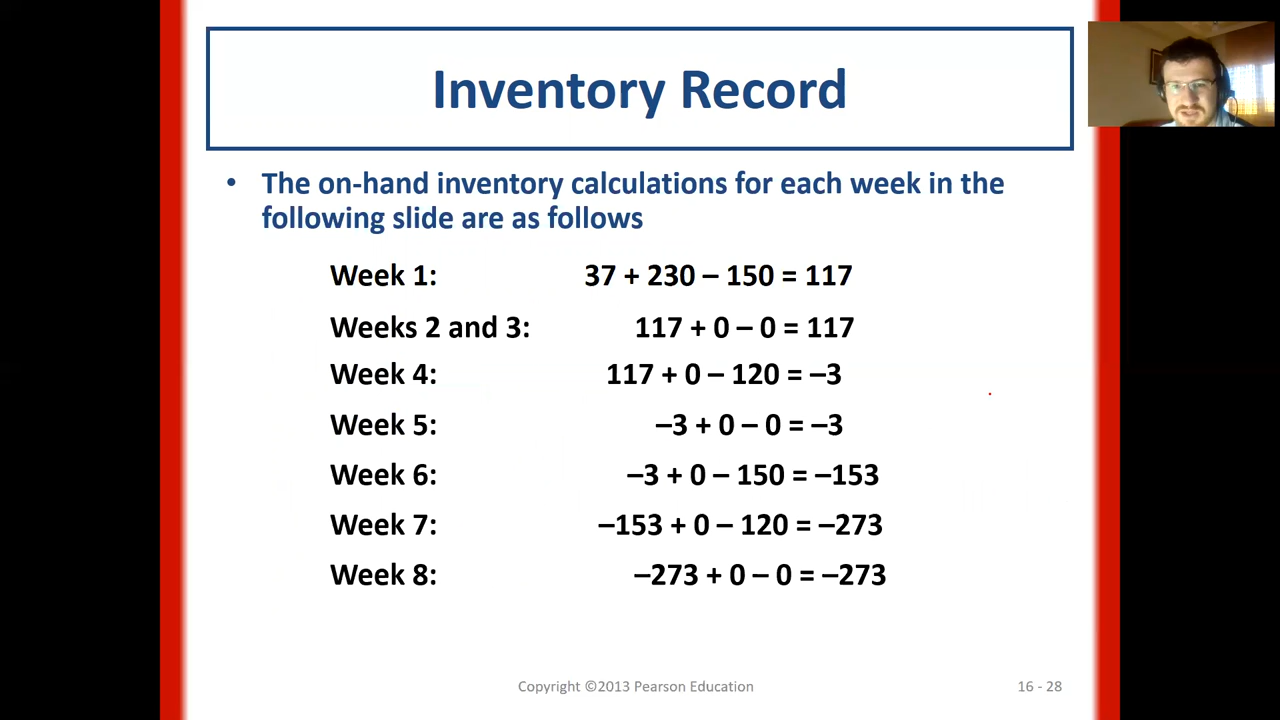 Inventory Record
• The on-hand inventory calculations for each week in the
following slide are as follows
Week 1: 37 + 230 – 150 = 117
Weeks 2 and 3: 117 + 0 – 0 = 117
Week 4: 117 + 0 – 120 = –3
Week 5: –3 + 0 – 0 = –3
Week 6: –3 + 0 – 150 = –153
Week 7: –153 + 0 – 120 = –273
Week 8: –273 + 0 – 0 = –273
Copyright ©2013 Pearson Education 16 - 28